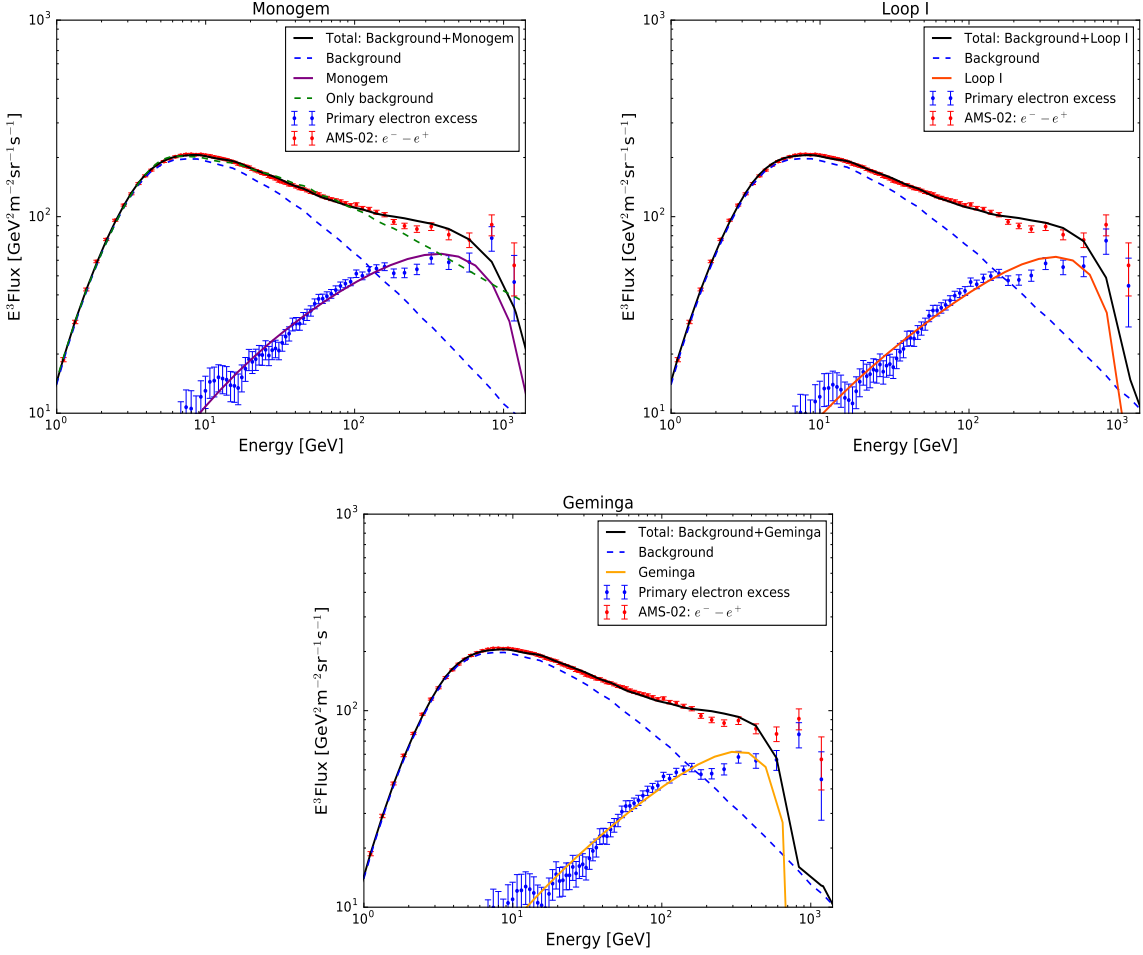 Monogem
10³
Total: Background+Monogem
Background
Monogem
Only background
Primary electron excess
AMS-02: e⁻ − e⁺
10²
E³Flux [GeV²m⁻²sr⁻¹s⁻¹]
10¹
10⁰ 10¹ 10² 10³
Energy [GeV]
Loop I
10³
Total: Background+Loop I
Background
Loop I
Primary electron excess
AMS-02: e⁻ − e⁺
10²
E³Flux [GeV²m⁻²sr⁻¹s⁻¹]
10¹
10⁰ 10¹ 10² 10³
Energy [GeV]
Geminga
10³
Total: Background+Geminga
Background
Geminga
Primary electron excess
AMS-02: e⁻ − e⁺
10²
E³Flux [GeV²m⁻²sr⁻¹s⁻¹]
10¹
10⁰ 10¹ 10² 10³
Energy [GeV]